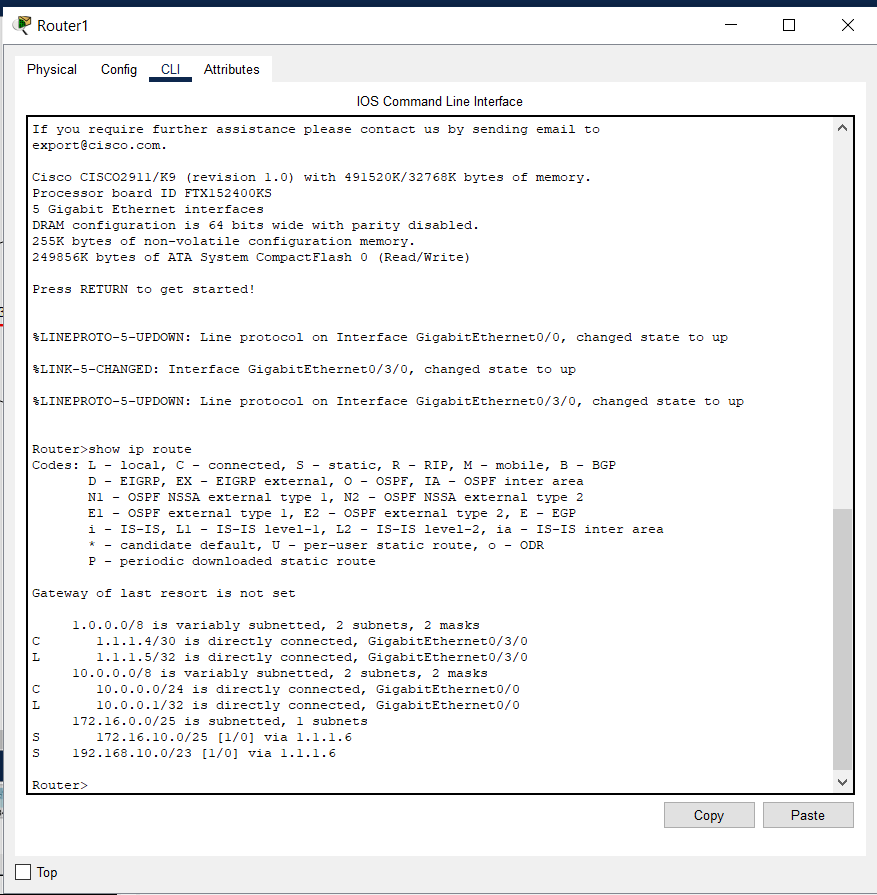 Router1
Physical Config CLI Attributes
IOS Command Line Interface
If you require further assistance please contact us by sending email to
export@cisco.com.
Cisco CISCO2911/K9 (revision 1.0) with 491520K/32768K bytes of memory.
Processor board ID FTX152400KS
5 Gigabit Ethernet interfaces
DRAM configuration is 64 bits wide with parity disabled.
255K bytes of non-volatile configuration memory.
249856K bytes of ATA System CompactFlash 0 (Read/Write)
Press RETURN to get started!
%LINEPROTO-5-UPDOWN: Line protocol on Interface GigabitEthernet0/0, changed state to up
%LINK-5-CHANGED: Interface GigabitEthernet0/3/0, changed state to up
%LINEPROTO-5-UPDOWN: Line protocol on Interface GigabitEthernet0/3/0, changed state to up
Router>show ip route
Codes: L - local, C - connected, S - static, R - RIP, M - mobile, B - BGP
D - EIGRP, EX - EIGRP external, O - OSPF, IA - OSPF inter area
N1 - OSPF NSSA external type 1, N2 - OSPF NSSA external type 2
E1 - OSPF external type 1, E2 - OSPF external type 2, E - EGP
i - IS-IS, L1 - IS-IS level-1, L2 - IS-IS level-2, ia - IS-IS inter area
* - candidate default, U - per-user static route, o - ODR
P - periodic downloaded static route
Gateway of last resort is not set
1.0.0.0/8 is variably subnetted, 2 subnets, 2 masks
C 1.1.1.4/30 is directly connected, GigabitEthernet0/3/0
L 1.1.1.5/32 is directly connected, GigabitEthernet0/3/0
10.0.0.0/8 is variably subnetted, 2 subnets, 2 masks
C 10.0.0.0/24 is directly connected, GigabitEthernet0/0
L 10.0.0.1/32 is directly connected, GigabitEthernet0/0
172.16.0.0/25 is subnetted, 1 subnets
S 172.16.10.0/25 [1/0] via 1.1.1.6
S 192.168.10.0/23 [1/0] via 1.1.1.6
Router>
Copy Paste
Top